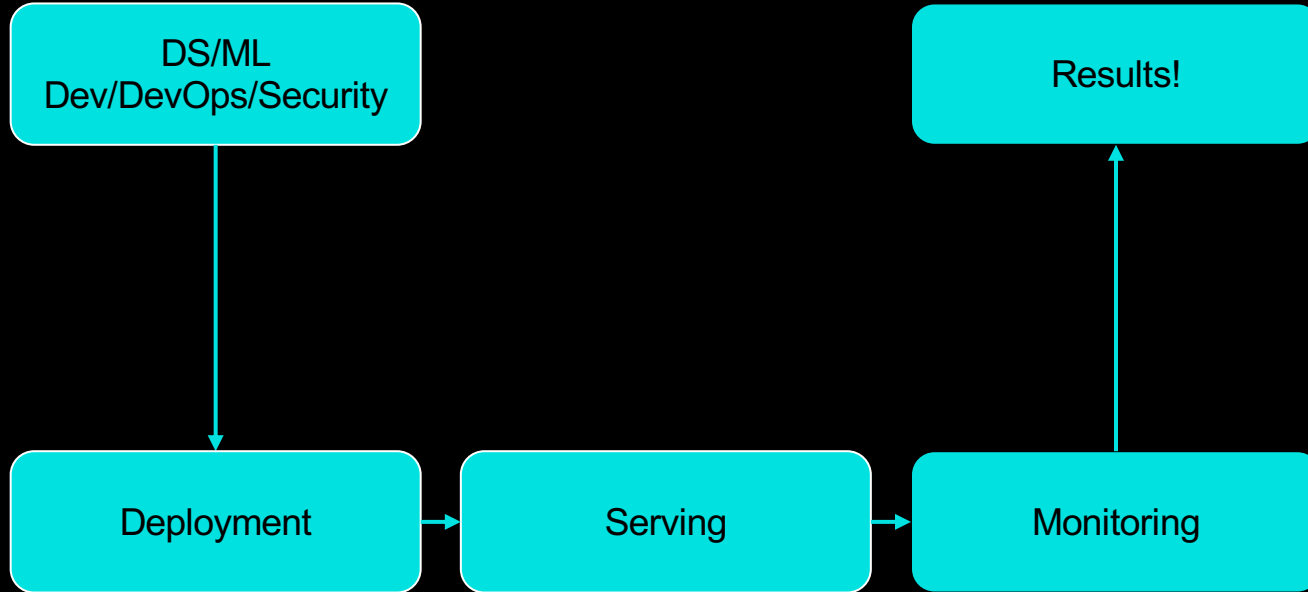 DS/ML
Dev/DevOps/Security
Results!
Deployment
Serving
Monitoring